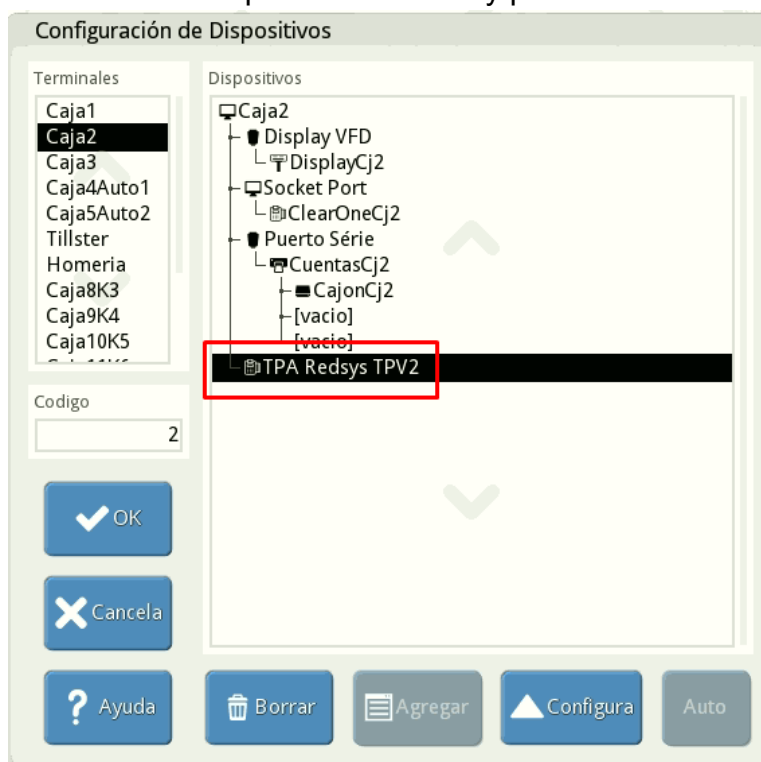 Configuración de Dispositivos
Terminales
Caja1
Caja2
Caja3
Caja4Auto1
Caja5Auto2
Tillster
Homeria
Caja8K3
Caja9K4
Caja10K5
Codigo
2
OK
Cancela
Ayuda
Dispositivos
Caja2
Display VFD
DisplayCj2
Socket Port
ClearOneCj2
Puerto Série
CuentasCj2
CajonCj2
[vacio]
[vacio]
TPA Redsys TPV2
Borrar
Agregar
Configura
Auto